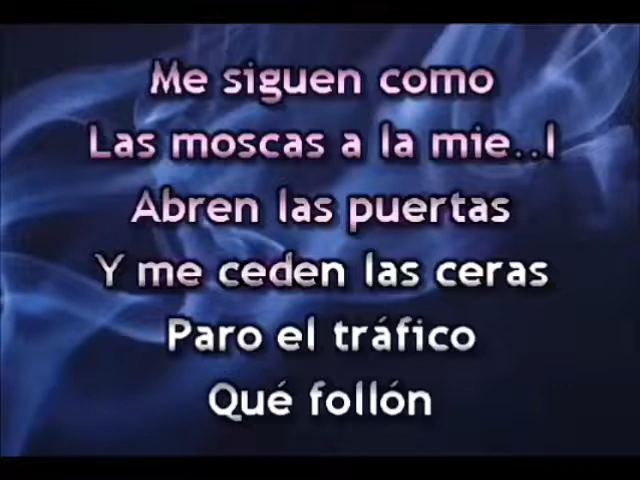 Me siguen como
Las moscas a la mie..l
Abren las puertas
Y me ceden las ceras
Paro el tráfico
Qué follón